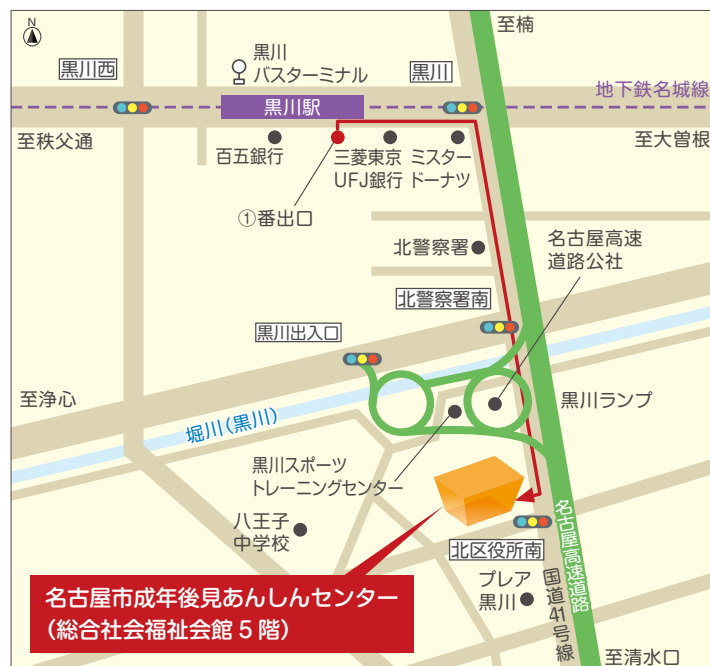 N
至楠
黒川西
黒川
バスターミナル
黒川
地下鉄名城線
黒川駅
至秩父通
百五銀行
三菱東京
UFJ銀行
ミスター
ドーナツ
至大曽根
①番出口
名古屋高速
道路公社
北警察署
北警察署南
黒川出入口
至浄心
堀川(黒川)
黒川ランプ
黒川スポーツ
トレーニングセンター
八王子
中学校
名古屋高速道路
北区役所南
国道41号線
プレア
黒川
名古屋市成年後見あんしんセンター
(総合社会福祉会館5階)
至清水口